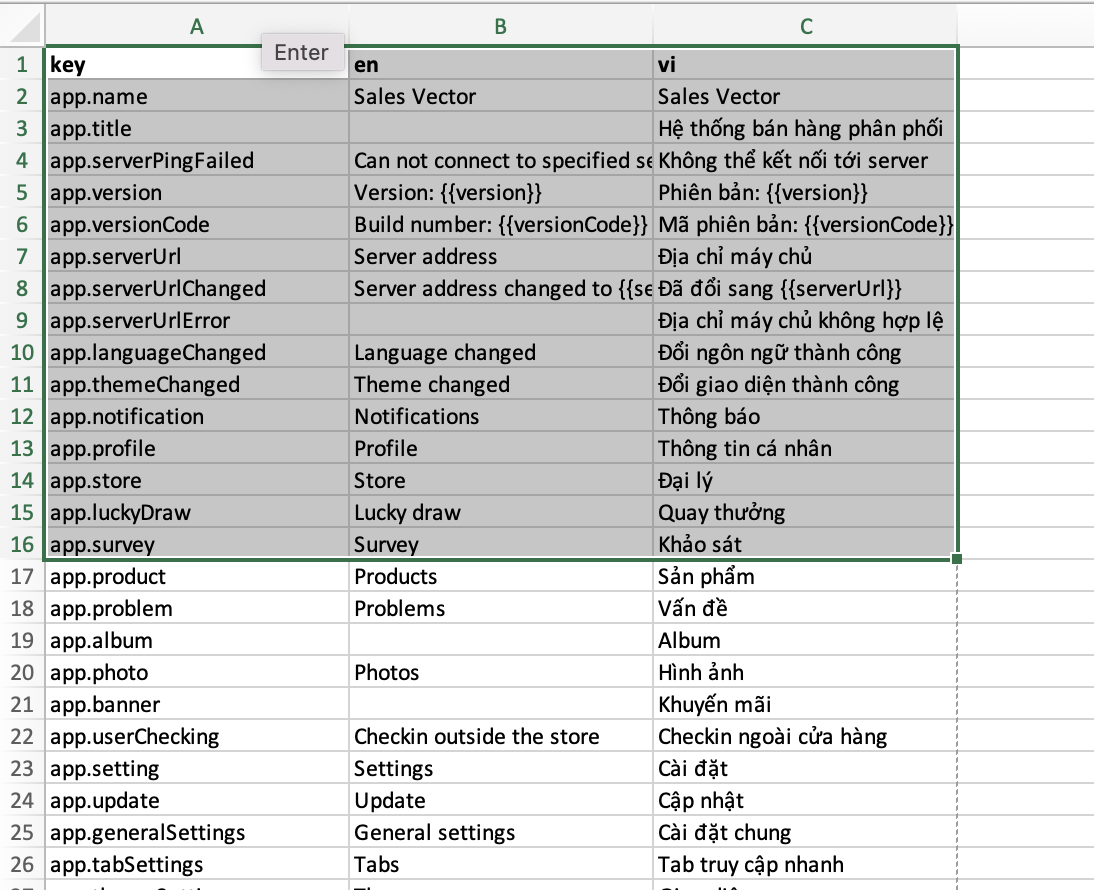 A B C
Enter
1 key en vi
2 app.name Sales Vector Sales Vector
3 app.title Hệ thống bán hàng phân phối
4 app.serverPingFailed Can not connect to specified Không thể kết nối tới server
5 app.version Version: {{version}} Phiên bản: {{version}}
6 app.versionCode Build number: {{versionCode}} Mã phiên bản: {{versionCode}}
7 app.serverUrl Server address Địa chỉ máy chủ
8 app.serverUrlChanged Server address changed to Đã đổi sang {{serverUrl}}
9 app.serverUrlError Địa chỉ máy chủ không hợp lệ
10 app.languageChanged Language changed Đổi ngôn ngữ thành công
11 app.themeChanged Theme changed Đổi giao diện thành công
12 app.notification Notifications Thông báo
13 app.profile Profile Thông tin cá nhân
14 app.store Store Đại lý
15 app.luckyDraw Lucky draw Quay thưởng
16 app.survey Survey Khảo sát
17 app.product Products Sản phẩm
18 app.problem Problems Vấn đề
19 app.album Album
20 app.photo Photos Hình ảnh
21 app.banner Khuyến mãi
22 app.userChecking Checkin outside the store Checkin ngoài cửa hàng
23 app.setting Settings Cài đặt
24 app.update Update Cập nhật
25 app.generalSettings General settings Cài đặt chung
26 app.tabSettings Tabs Tab truy cập nhanh